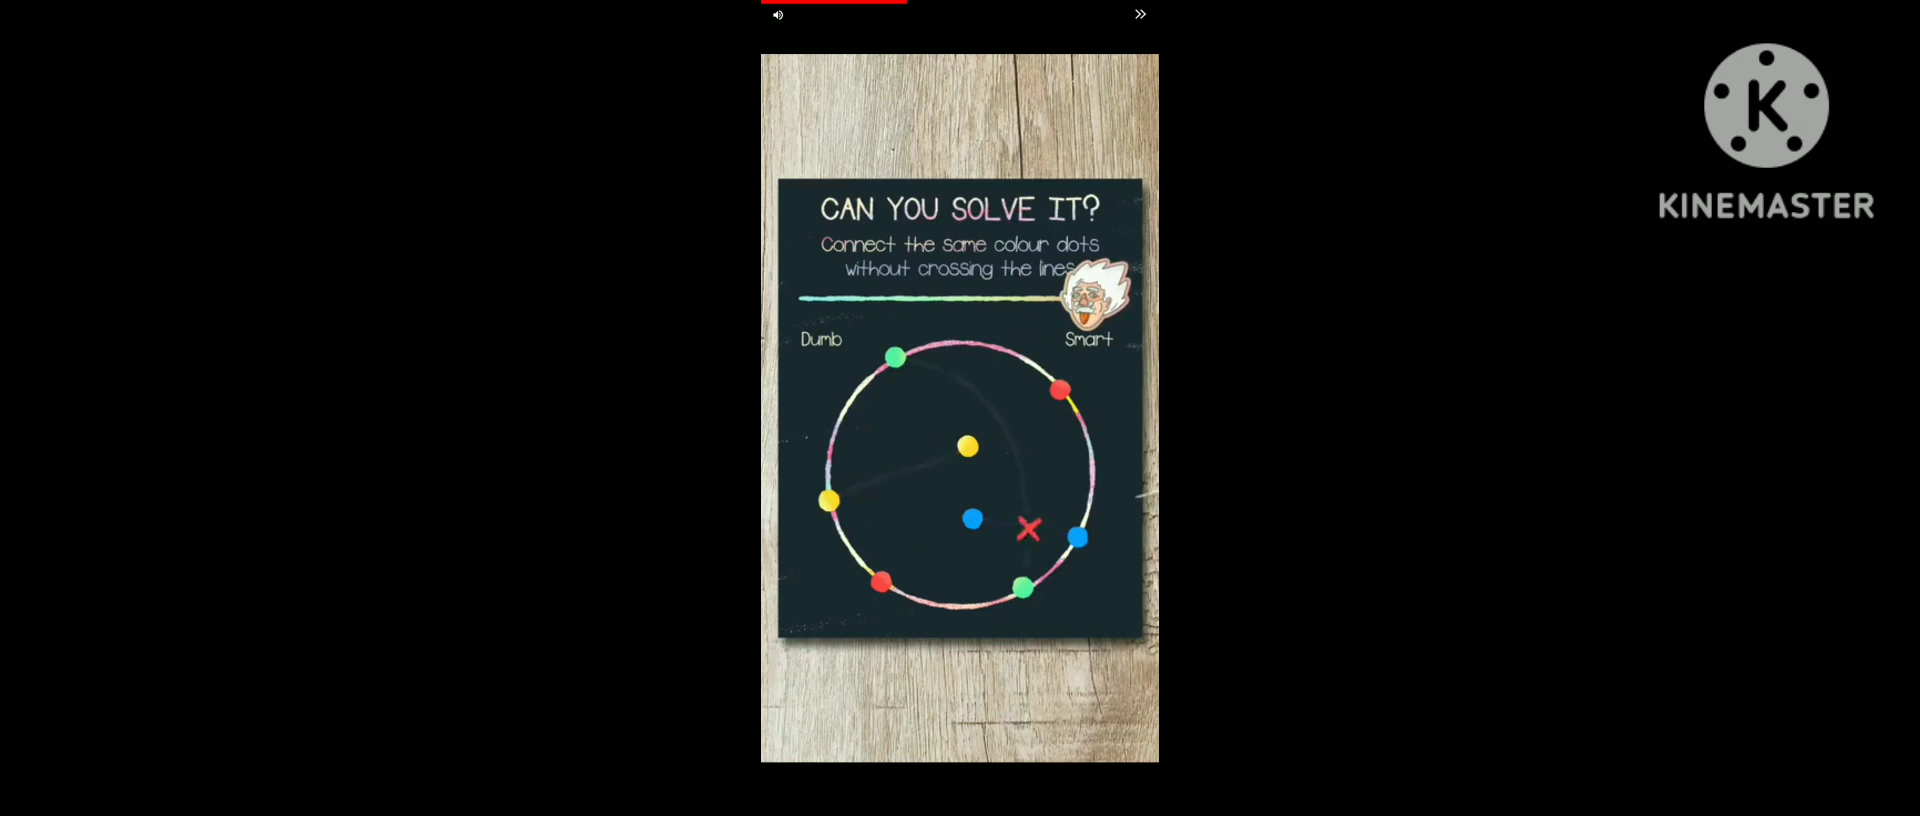 CAN YOU SOLVE IT?
Connect the same colour dots
without crossing the lines
Dumb
Smart
K
KINEMASTER